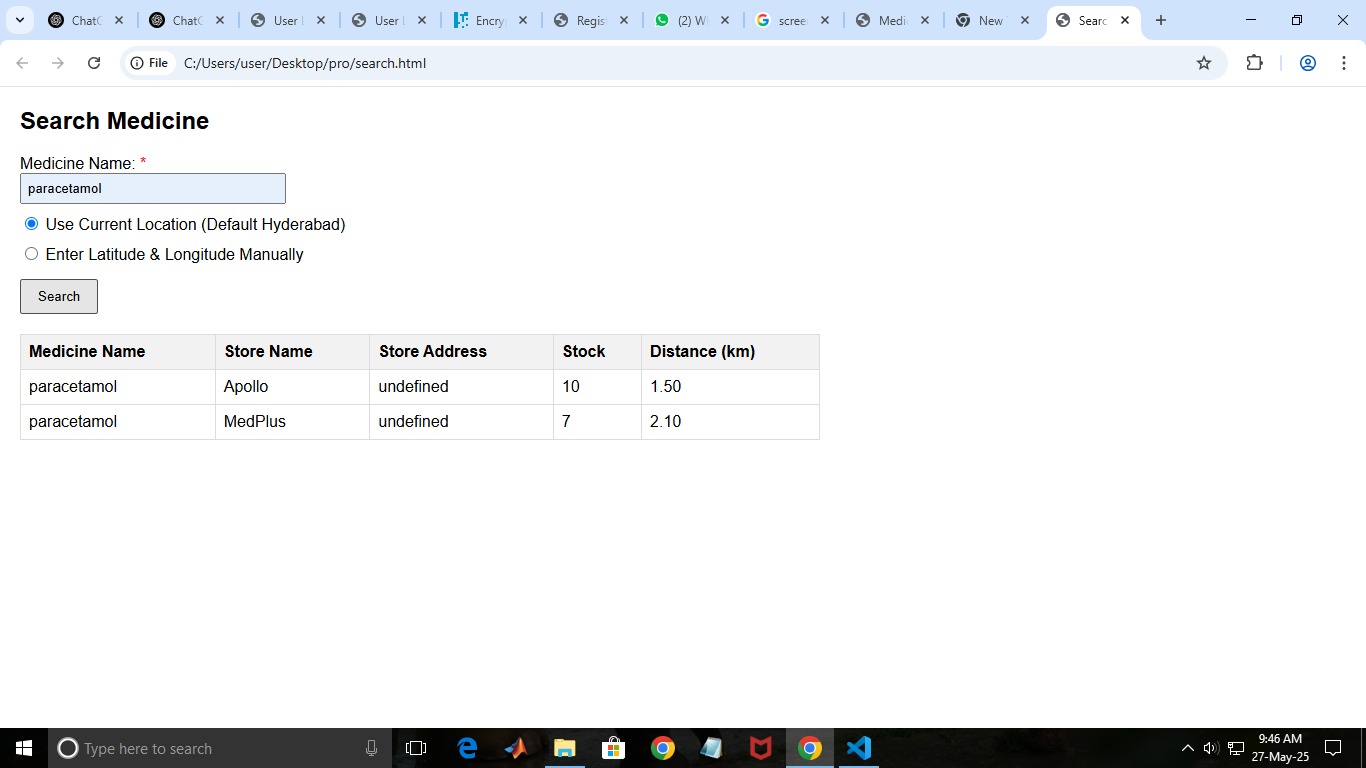 ChatG ChatG User L User L Encry Regis (2) W scree Medic New Searc
File C:/Users/user/Desktop/pro/search.html
Search Medicine
Medicine Name: *
paracetamol
Use Current Location (Default Hyderabad)
Enter Latitude & Longitude Manually
Search
Medicine Name Store Name Store Address Stock Distance (km)
paracetamol Apollo undefined 10 1.50
paracetamol MedPlus undefined 7 2.10
Type here to search
9:46 AM
27-May-25